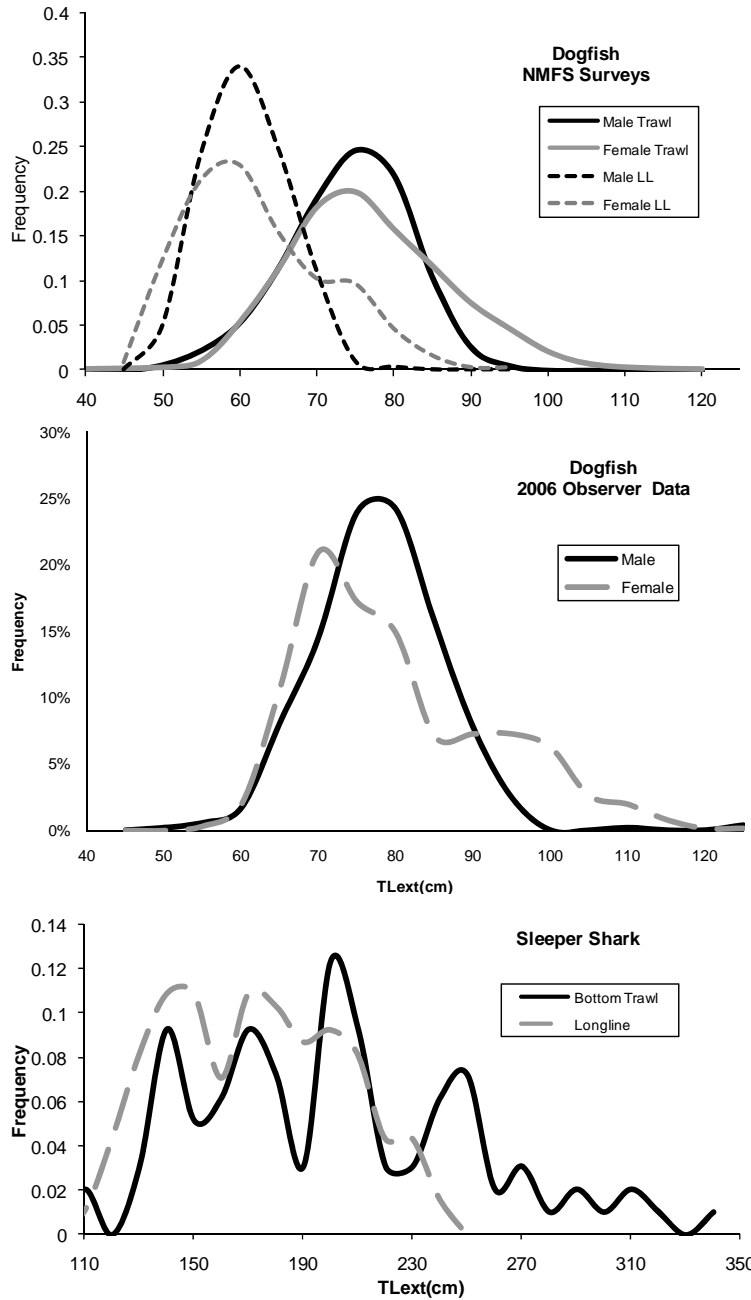 0.4
0.35
0.3
0.25
0.2
0.15
0.1
0.05
0
Frequency
Dogfish
NMFS Surveys
Male Trawl
Female Trawl
Male LL
Female LL
40 50 60 70 80 90 100 110 120
30%
25%
20%
15%
10%
5%
0%
Frequency
Dogfish
2006 Observer Data
Male
Female
40 50 60 70 80 90 100 110 120
TLext(cm)
0.14
0.12
0.1
0.08
0.06
0.04
0.02
0
Frequency
Sleeper Shark
Bottom Trawl
Longline
110 150 190 230 270 310 350
TLext(cm)